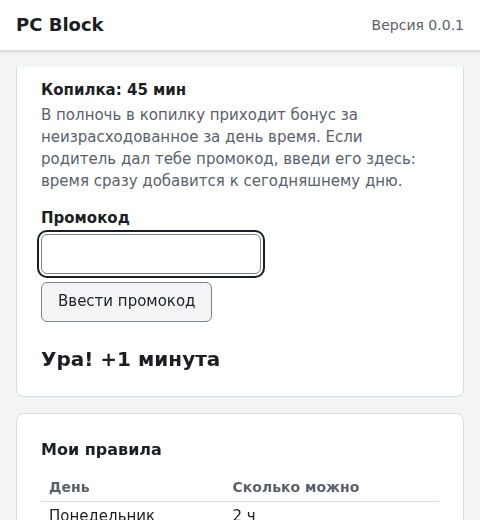 PC Block
Версия 0.0.1
Копилка: 45 мин
В полночь в копилку приходит бонус за
неизрасходованное за день время. Если
родитель дал тебе промокод, введи его здесь:
время сразу добавится к сегодняшнему дню.
Промокод
Ввести промокод
Ура! +1 минута
Мои правила
День Сколько можно
Понедельник 2 ч